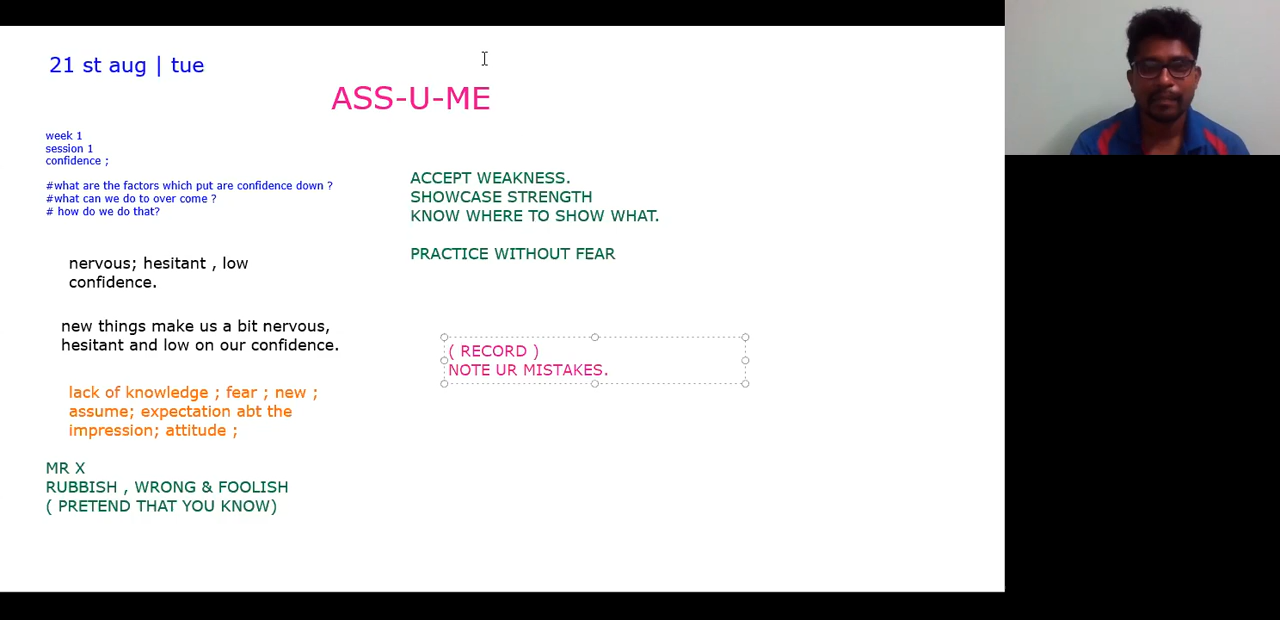 21 st aug | tue
ASS-U-ME
week 1
session 1
confidence ;
#what are the factors which put are confidence down ?
#what can we do to over come ?
# how do we do that?
nervous; hesitant , low
confidence.
new things make us a bit nervous,
hesitant and low on our confidence.
lack of knowledge ; fear ; new ;
assume; expectation abt the
impression; attitude ;
MR X
RUBBISH , WRONG & FOOLISH
( PRETEND THAT YOU KNOW)
ACCEPT WEAKNESS.
SHOWCASE STRENGTH
KNOW WHERE TO SHOW WHAT.
PRACTICE WITHOUT FEAR
( RECORD )
NOTE UR MISTAKES.